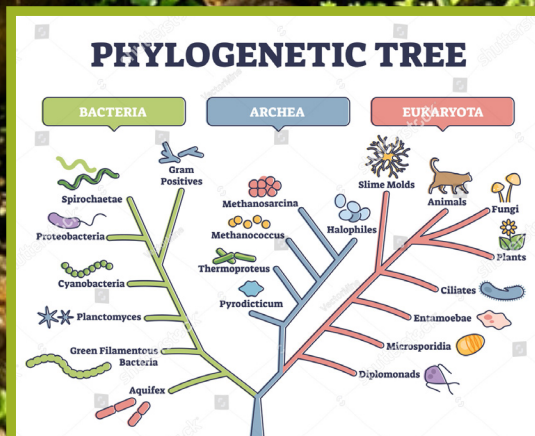 PHYLOGENETIC TREE
BACTERIA
ARCHEA
EUKARYOTA
Gram
Positives
Spirochaetae
Proteobacteria
Cyanobacteria
Planctomyces
Green Filamentous
Bacteria
Aquifex
Methanosarcina
Methanococcus
Halophiles
Thermoproteus
Pyrodicticum
Slime Molds
Animals
Fungi
Plants
Ciliates
Entamoebae
Microsporidia
Diplomonads